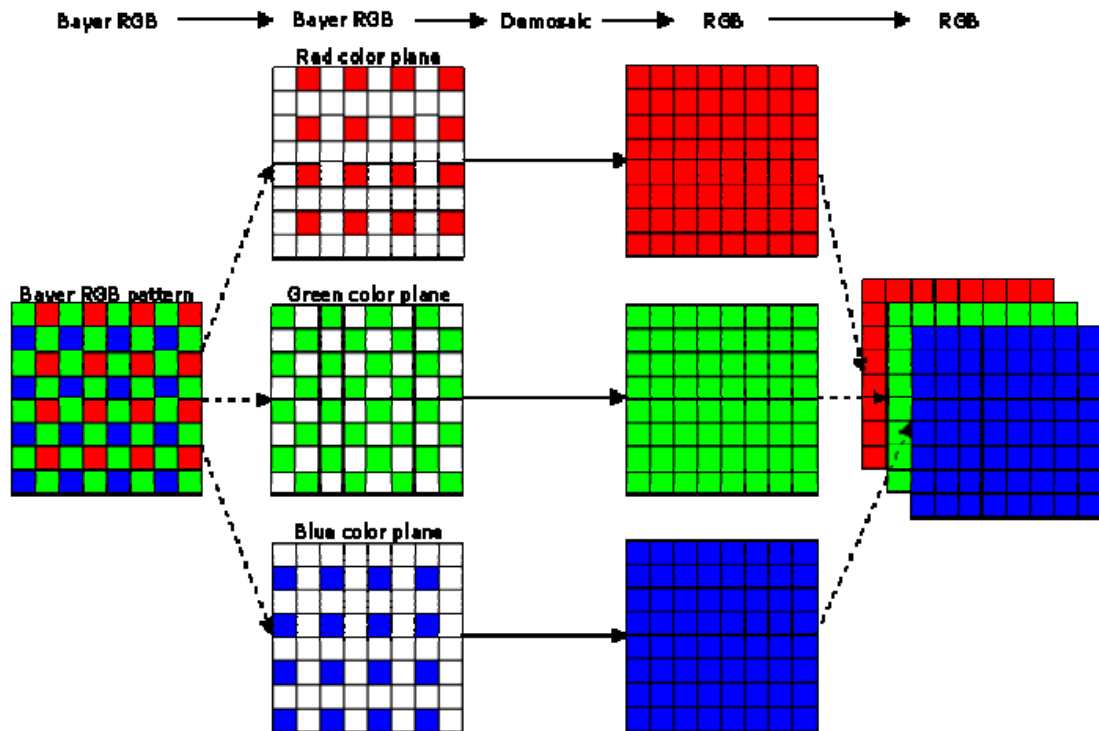 Bayer RGB Bayer RGB Demosaic RGB RGB
Red color plane
Bayer RGB pattern
Green color plane
Blue color plane